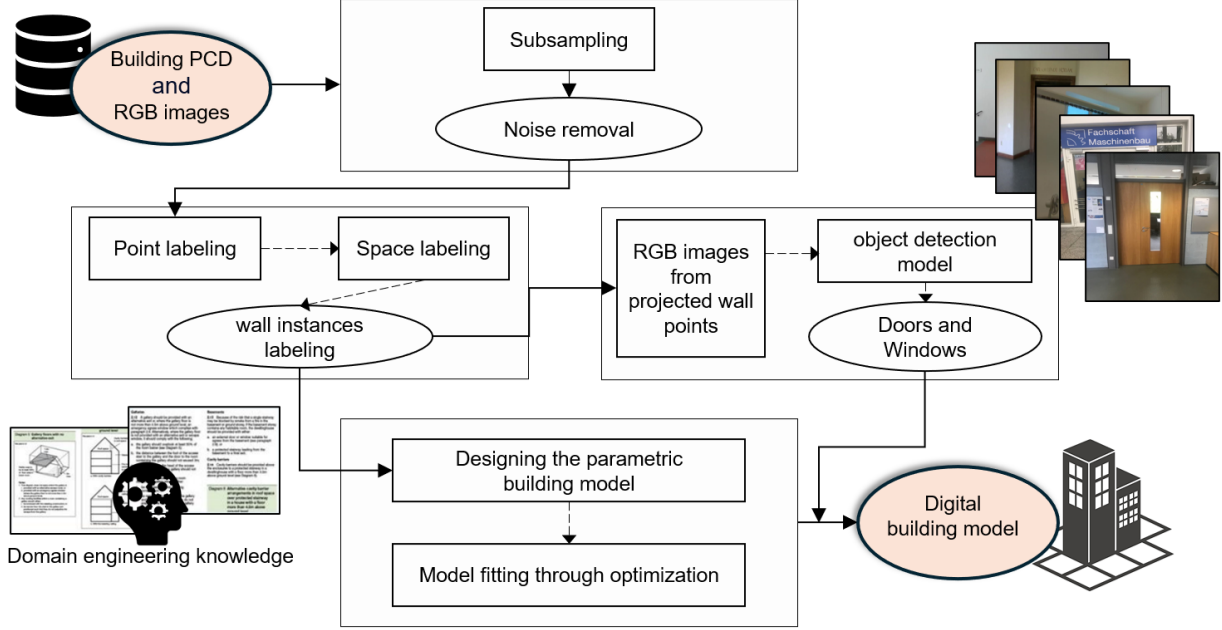 Building PCD
and
RGB images
Subsampling
Noise removal
Fachschaft
Maschinenbau
Point labeling
Space labeling
wall instances
labeling
RGB images
from
projected wall
points
object detection
model
Doors and
Windows
Domain engineering knowledge
Designing the parametric
building model
Model fitting through optimization
Digital
building model